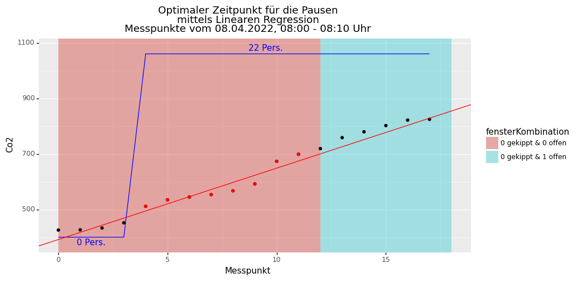 Optimaler Zeitpunkt für die Pausen
mittels Linearen Regression
Messpunkte vom 08.04.2022, 08:00 - 08:10 Uhr
1100
900
700
500
Co2
22 Pers.
0 Pers.
0
5
10
15
Messpunkt
fensterKombination
0 gekippt & 0 offen
0 gekippt & 1 offen